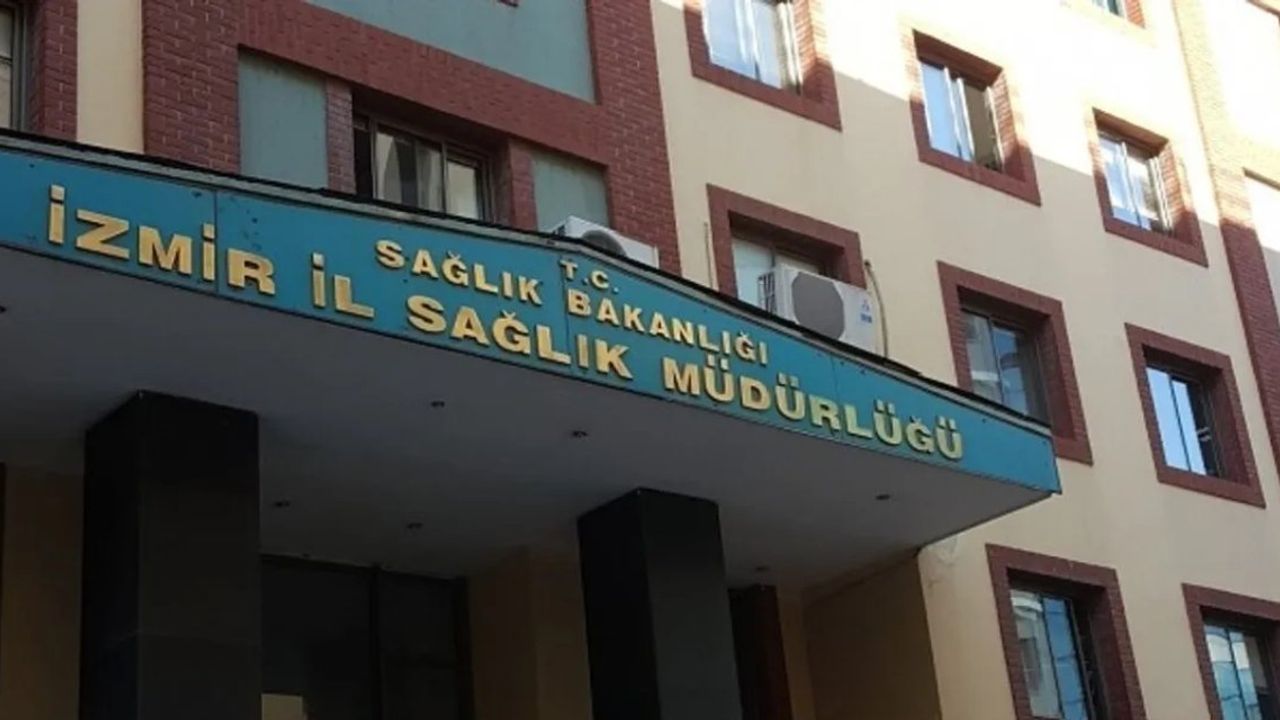 T.C.
SAĞLIK BAKANLIĞI
İZMİR İL SAĞLIK MÜDÜRLÜĞÜ